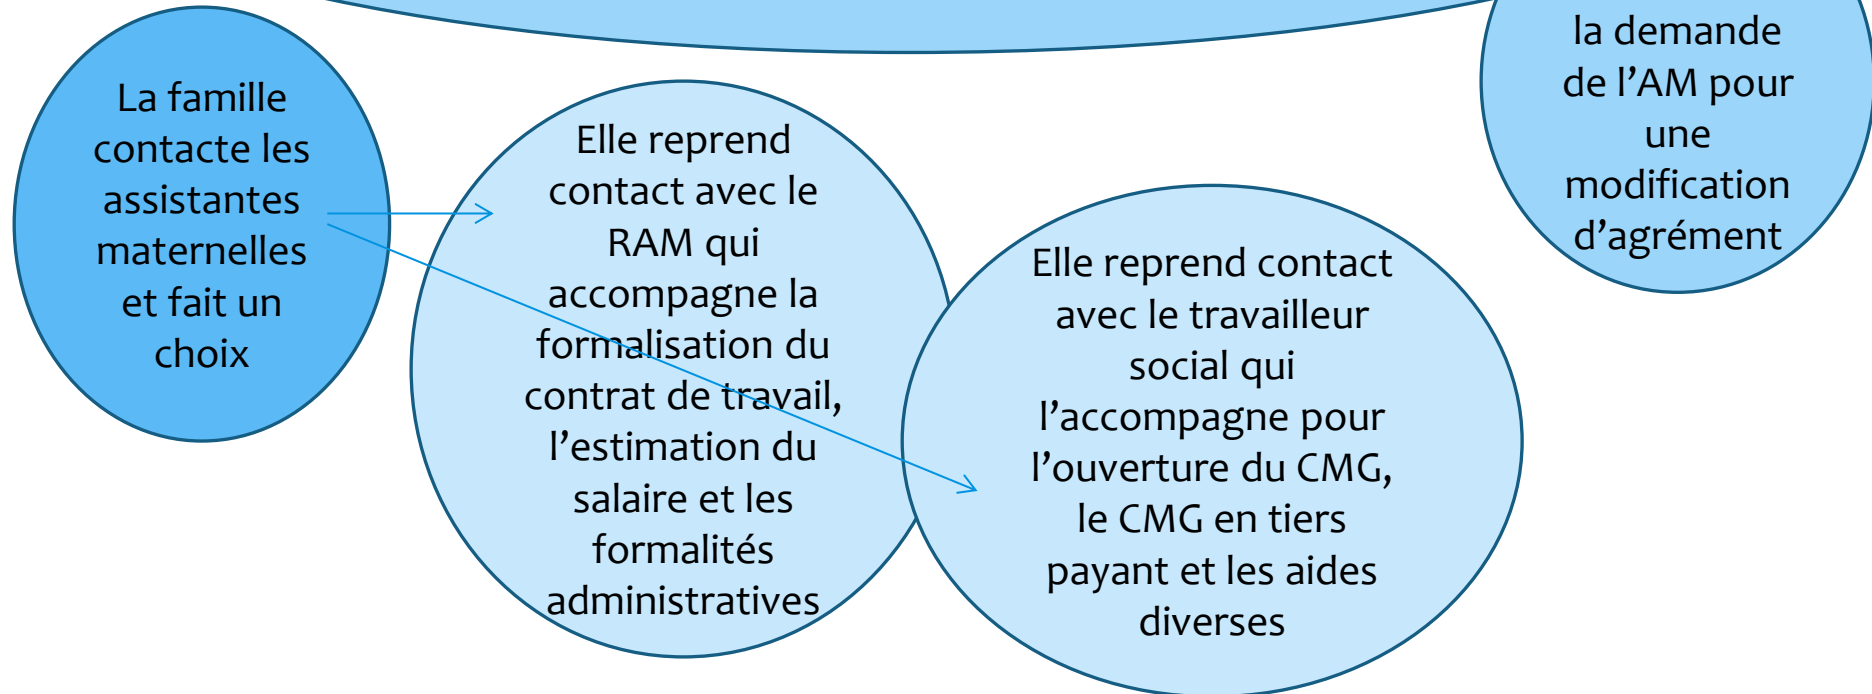 La famille
contacte les
assistantes
maternelles
et fait un
choix
Elle reprend
contact avec le
RAM qui
accompagne la
formalisation du
contrat de travail,
l’estimation du
salaire et les
formalités
administratives
Elle reprend contact
avec le travailleur
social qui
l’accompagne pour
l’ouverture du CMG,
le CMG en tiers
payant et les aides
diverses
la demande
de l’AM pour
une
modification
d’agrément